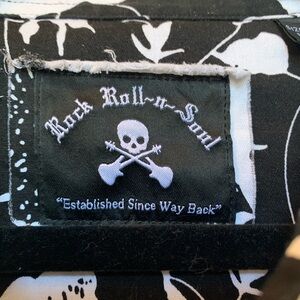 Rock Roll-n-Soul
"Established Since Way Back"